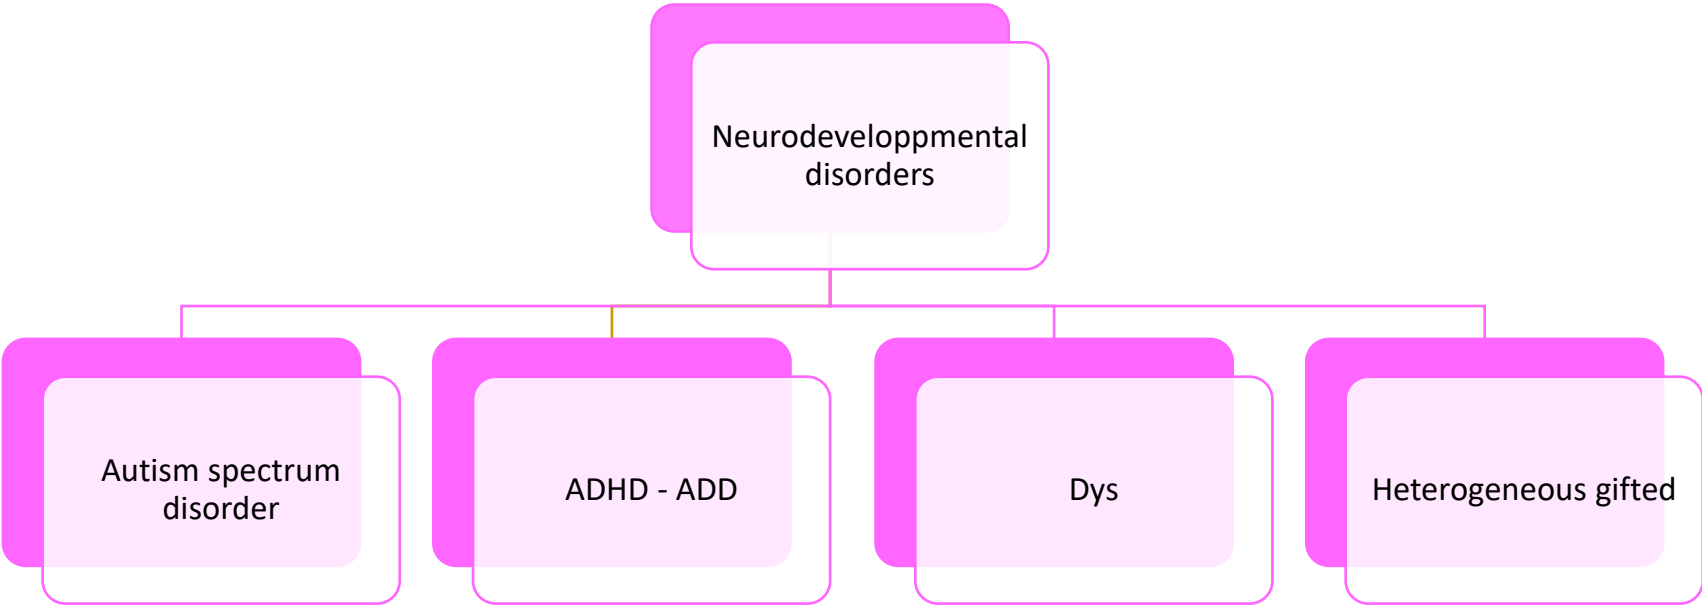 Neurodeveloppmental
disorders
Autism spectrum
disorder
ADHD - ADD
Dys
Heterogeneous gifted